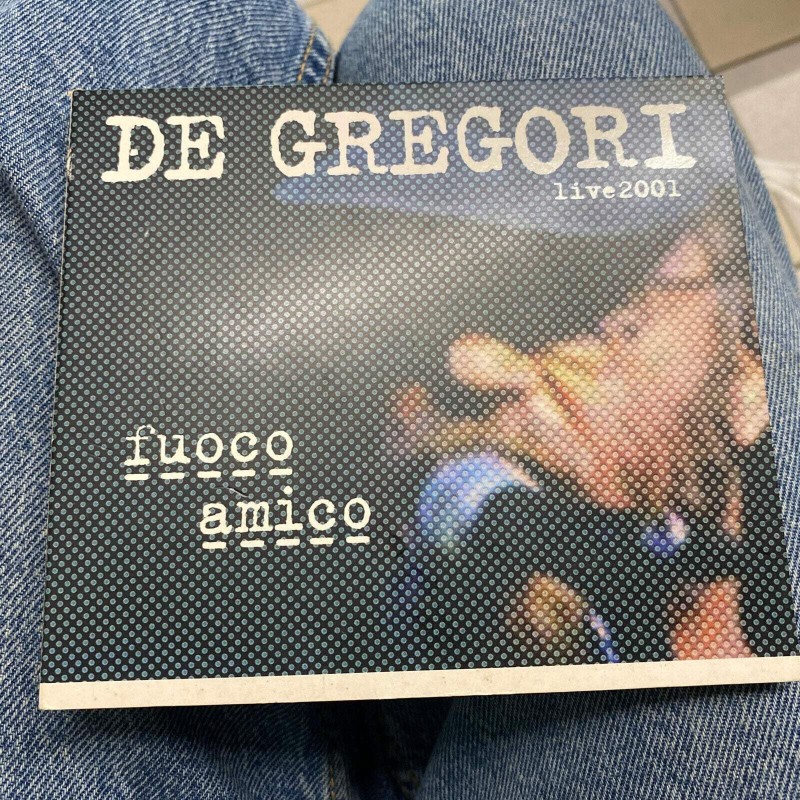 DE GREGORI
live2001
fuoco
amico